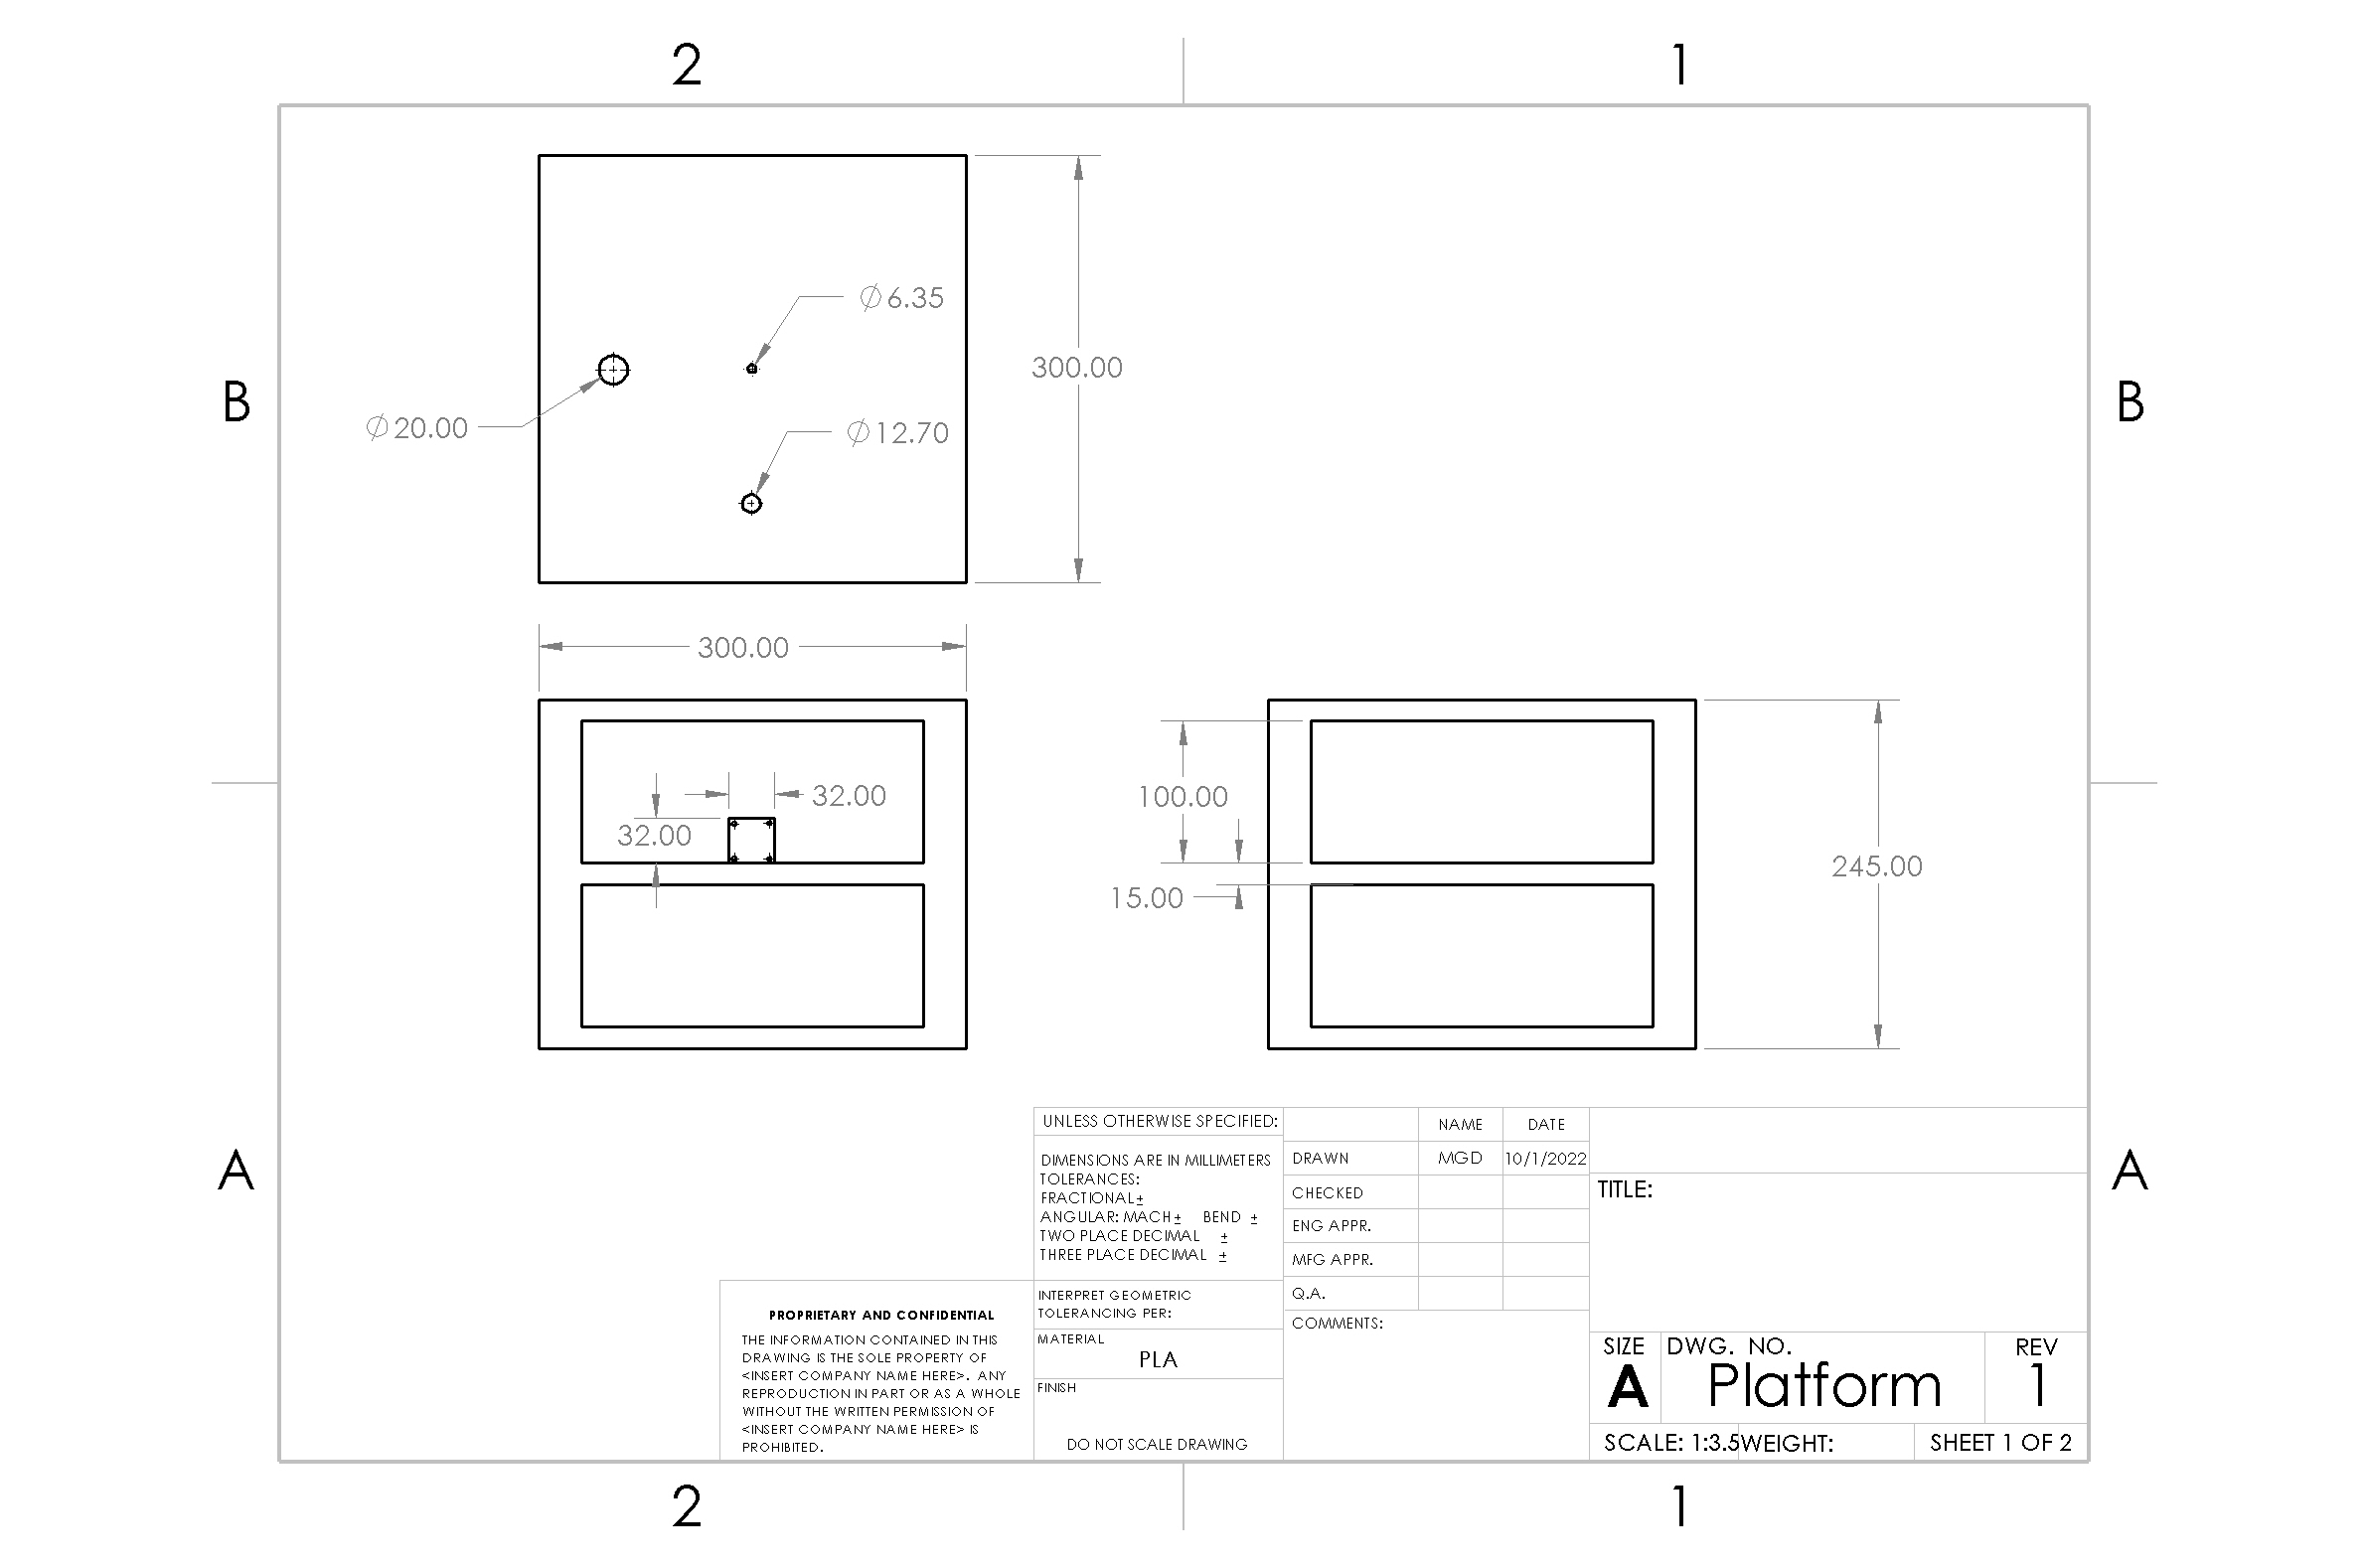 2 1
B B
⌀6.35
300.00
⌀20.00
⌀12.70
300.00
32.00
32.00
100.00
15.00
245.00
A A
UNLESS OTHERWISE SPECIFIED:
DIMENSIONS ARE IN MILLIMETERS
TOLERANCES:
FRACTIONAL±
ANGULAR: MACH± BEND ±
TWO PLACE DECIMAL ±
THREE PLACE DECIMAL ±
INTERPRET GEOMETRIC
TOLERANCING PER:
MATERIAL
PLA
FINISH
DO NOT SCALE DRAWING
NAME DATE
DRAWN MGD 10/1/2022
CHECKED
ENG APPR.
MFG APPR.
Q.A.
COMMENTS:
PROPRIETARY AND CONFIDENTIAL
THE INFORMATION CONTAINED IN THIS
DRAWING IS THE SOLE PROPERTY OF
<INSERT COMPANY NAME HERE>. ANY
REPRODUCTION IN PART OR AS A WHOLE
WITHOUT THE WRITTEN PERMISSION OF
<INSERT COMPANY NAME HERE> IS
PROHIBITED.
TITLE:
SIZE DWG. NO. REV
A Platform 1
SCALE: 1:3.5 WEIGHT: SHEET 1 OF 2
2 1